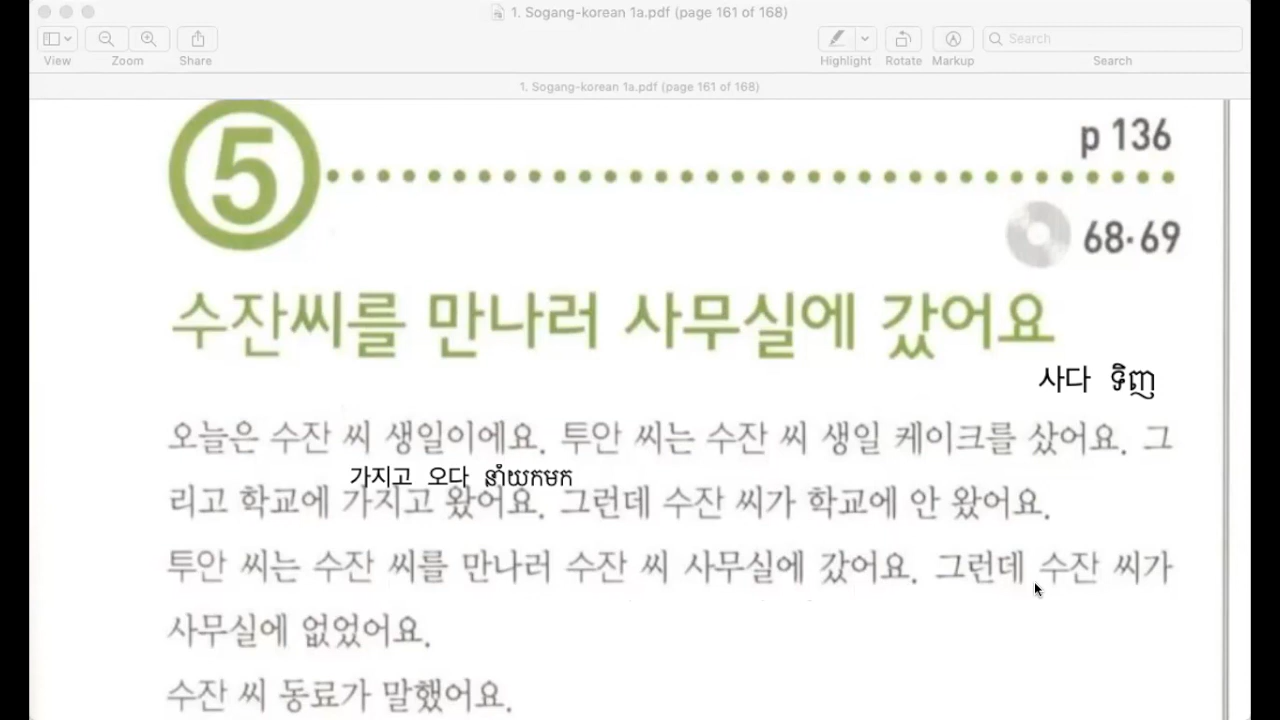 1. Sogang-korean 1a.pdf (page 161 of 168)
View Zoom Share Highlight Rotate Markup Search
Search
1. Sogang-korean 1a.pdf (page 161 of 168)
5
p 136
68·69
수잔씨를 만나러 사무실에 갔어요
사다 ទិញ
오늘은 수잔 씨 생일이에요. 투안 씨는 수잔 씨 생일 케이크를 샀어요. 그
가지고 오다 នាំយកមក
리고 학교에 가지고 왔어요. 그런데 수잔 씨가 학교에 안 왔어요.
투안 씨는 수잔 씨를 만나러 수잔 씨 사무실에 갔어요. 그런데 수잔 씨가
사무실에 없었어요.
수잔 씨 동료가 말했어요.